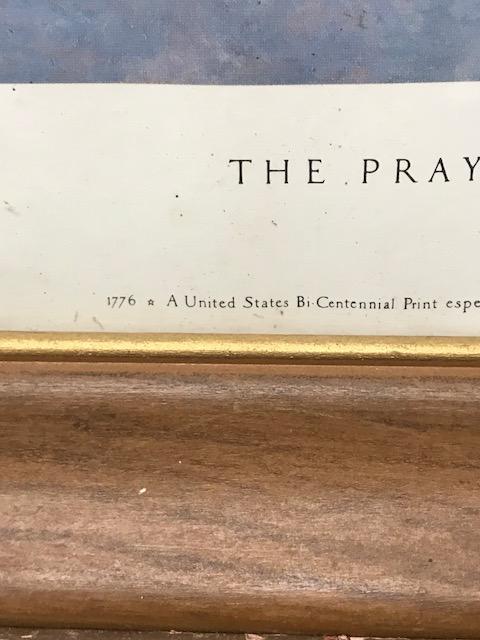 THE PRAY
1776 ☆ A United States Bi-Centennial Print espe